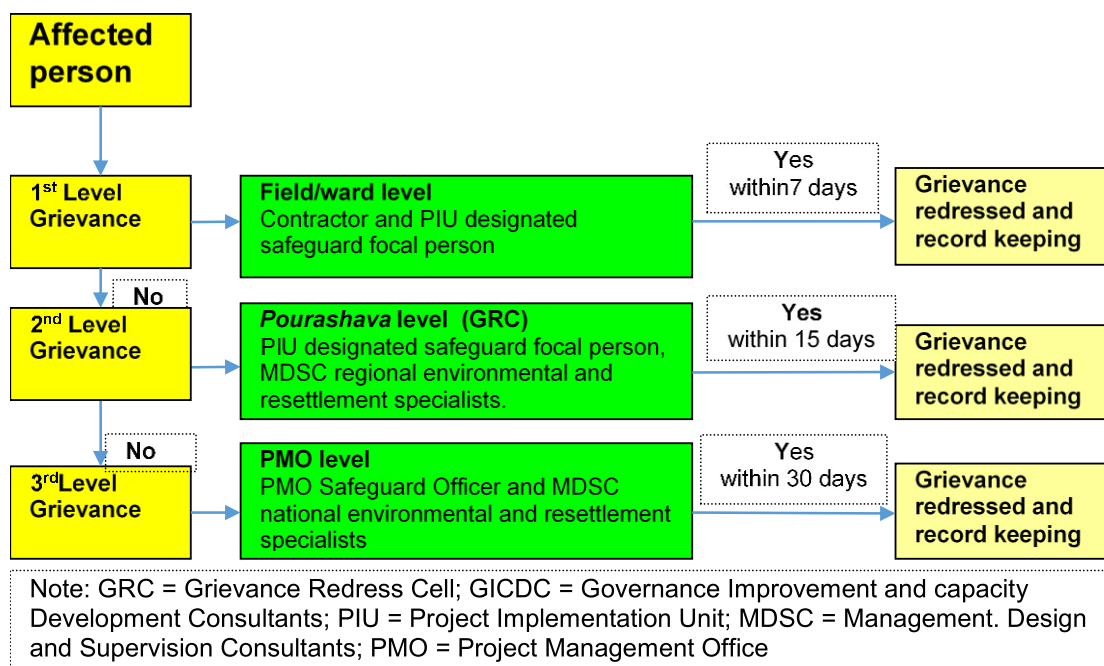 Affected
person
1st Level
Grievance
Field/ward level
Contractor and PIU designated
safeguard focal person
Yes
within7 days
Grievance
redressed and
record keeping
No
2nd Level
Grievance
Pourashava level (GRC)
PIU designated safeguard focal person,
MDSC regional environmental and
resettlement specialists.
Yes
within 15 days
Grievance
redressed and
record keeping
No
3rdLevel
Grievance
PMO level
PMO Safeguard Officer and MDSC
national environmental and resettlement
specialists
Yes
within 30 days
Grievance
redressed and
record keeping
Note: GRC = Grievance Redress Cell; GICDC = Governance Improvement and capacity
Development Consultants; PIU = Project Implementation Unit; MDSC = Management. Design
and Supervision Consultants; PMO = Project Management Office